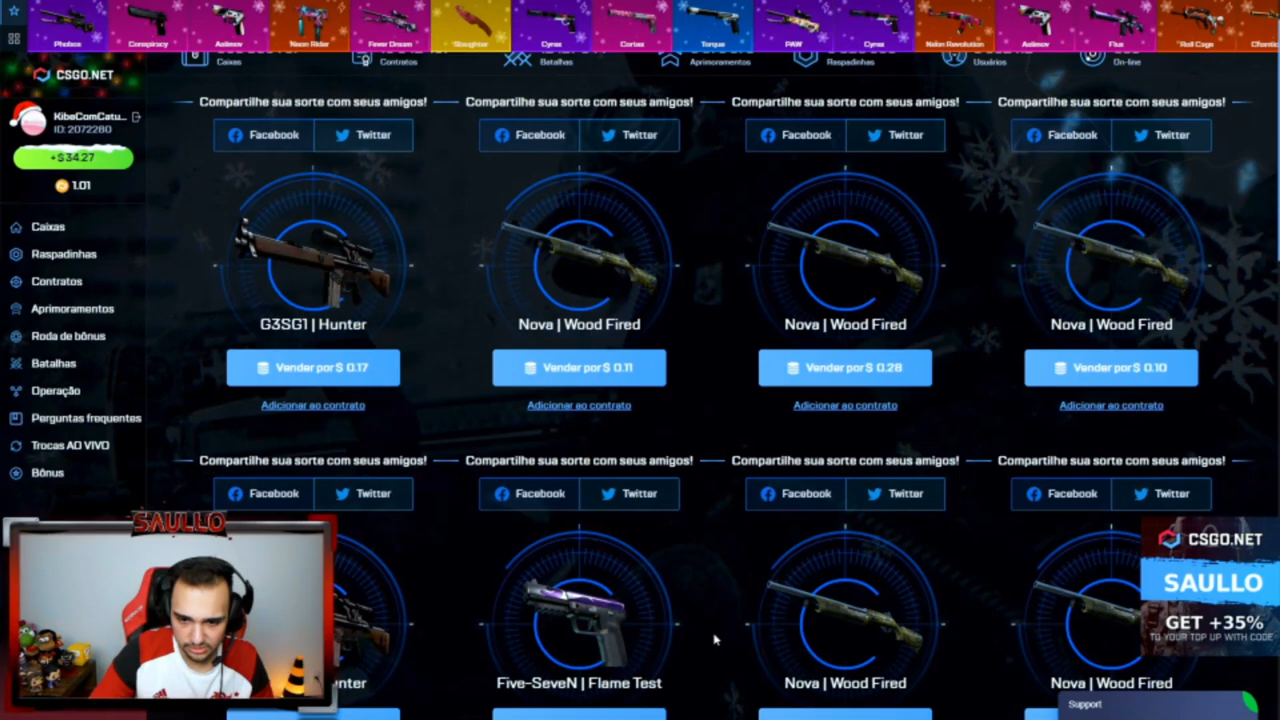 Phobos
Conspiracy
Asiimov
Neon Rider
Fever Dream
Slaughter
Cyrex
Cortex
Torque
PAW
Cyrex
Neon Revolution
Asiimov
Flux
Roll Cage
Chantic
CSGO.NET
Caixas
Contratos
Batalhas
Aprimoramentos
Raspadinhas
Usuários
On-line
KibeComCatu...
ID: 2072280
+$34.27
1.01
Caixas
Raspadinhas
Contratos
Aprimoramentos
Roda de bônus
Batalhas
Operação
Perguntas frequentes
Trocas AO VIVO
Bônus
Compartilhe sua sorte com seus amigos!
Compartilhe sua sorte com seus amigos!
Compartilhe sua sorte com seus amigos!
Compartilhe sua sorte com seus amigos!
Facebook Twitter
Facebook Twitter
Facebook Twitter
Facebook Twitter
G3SG1 | Hunter
Nova | Wood Fired
Nova | Wood Fired
Nova | Wood Fired
Vender por $ 0.17
Vender por $ 0.11
Vender por $ 0.28
Vender por $ 0.10
Adicionar ao contrato
Adicionar ao contrato
Adicionar ao contrato
Adicionar ao contrato
Compartilhe sua sorte com seus amigos!
Compartilhe sua sorte com seus amigos!
Compartilhe sua sorte com seus amigos!
Compartilhe sua sorte com seus amigos!
Facebook Twitter
Facebook Twitter
Facebook Twitter
Facebook Twitter
nter
Five-SeveN | Flame Test
Nova | Wood Fired
Nova | Wood Fired
SAULLO
CSGO.NET
SAULLO
GET +35%
TO YOUR TOP UP WITH CODE
Support